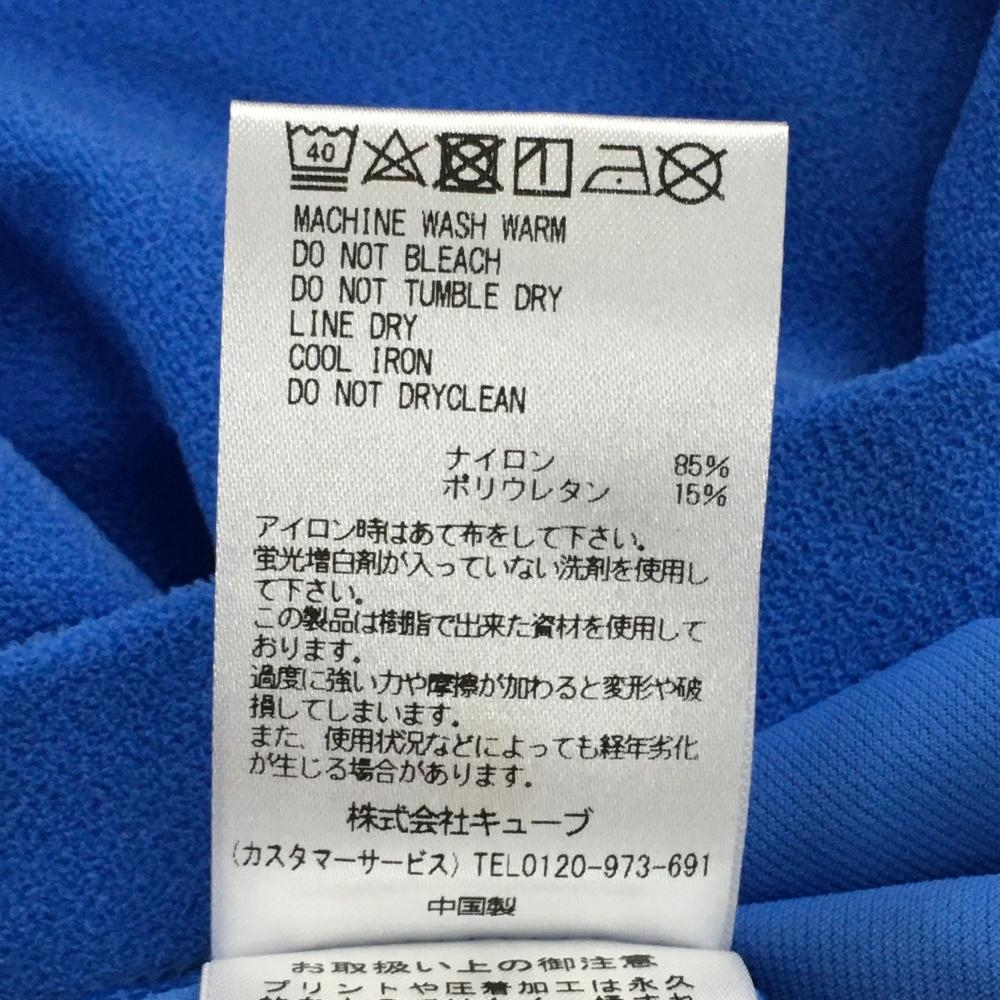 40
MACHINE WASH WARM
DO NOT BLEACH
DO NOT TUMBLE DRY
LINE DRY
COOL IRON
DO NOT DRYCLEAN
ナイロン 85%
ポリウレタン 15%
アイロン時はあて布をして下さい。
蛍光増白剤が入っていない洗剤を使用し
て下さい。
この製品は樹脂で出来た資材を使用して
おります。
過度に強い力や摩擦が加わると変形や破
損してしまいます。
また、使用状況などによっても経年劣化
が生じる場合があります。
株式会社キューブ
(カスタマーサービス) TEL0120-973-691
中国製
お取扱い上の御注意
プリントや圧着加工は永久